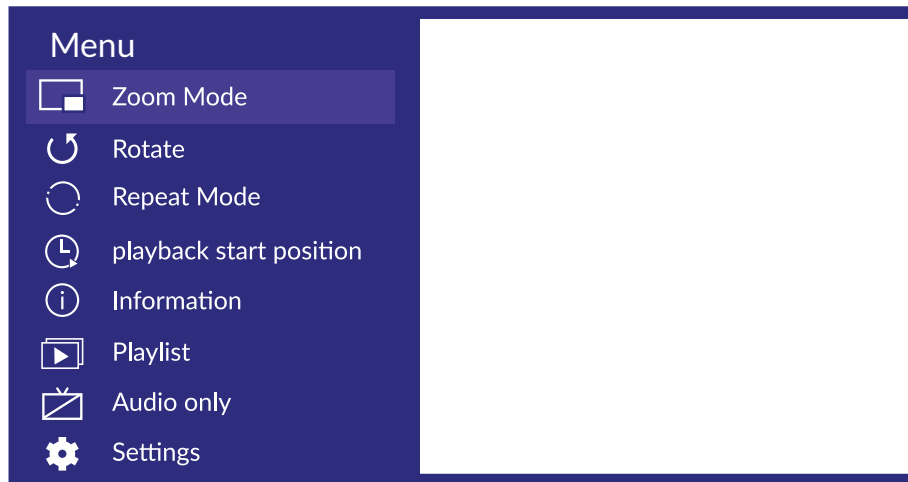 Menu
Zoom Mode
Rotate
Repeat Mode
playback start position
Information
Playlist
Audio only
Settings